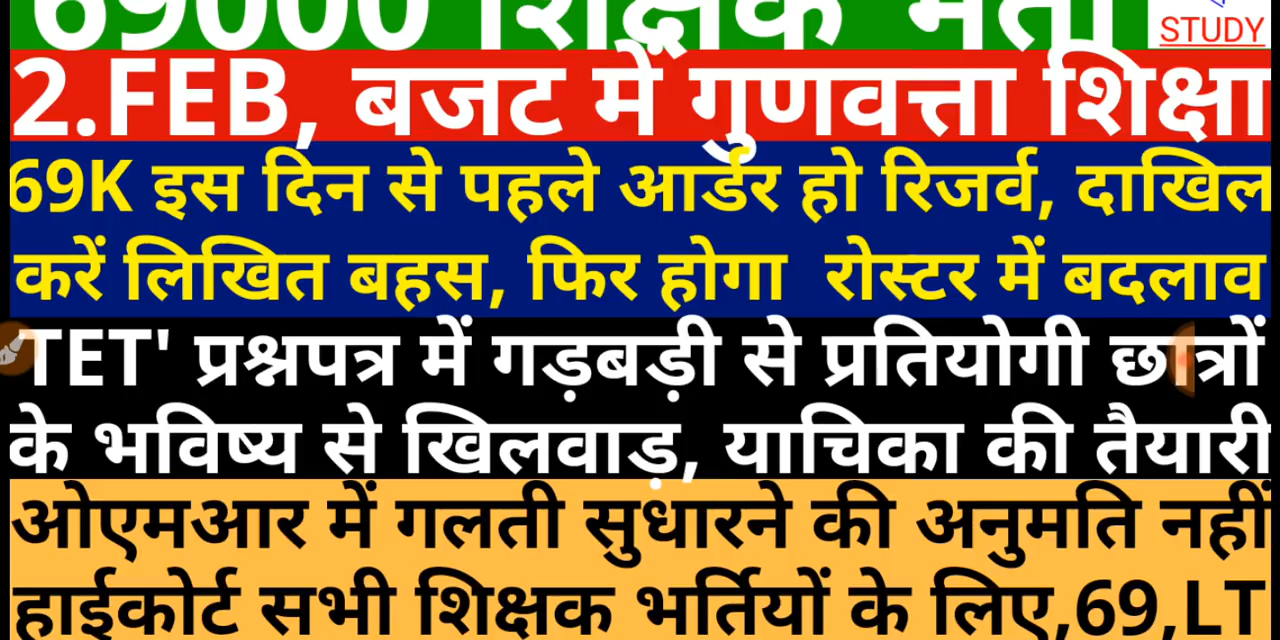 69000 शिक्षक भर्ती
STUDY
2.FEB, बजट में गुणवत्ता शिक्षा
69K इस दिन से पहले आर्डर हो रिजर्व, दाखिल
करें लिखित बहस, फिर होगा रोस्टर में बदलाव
TET' प्रश्नपत्र में गड़बड़ी से प्रतियोगी छात्रों
के भविष्य से खिलवाड़, याचिका की तैयारी
ओएमआर में गलती सुधारने की अनुमति नहीं
हाईकोर्ट सभी शिक्षक भर्तियों के लिए,69,LT